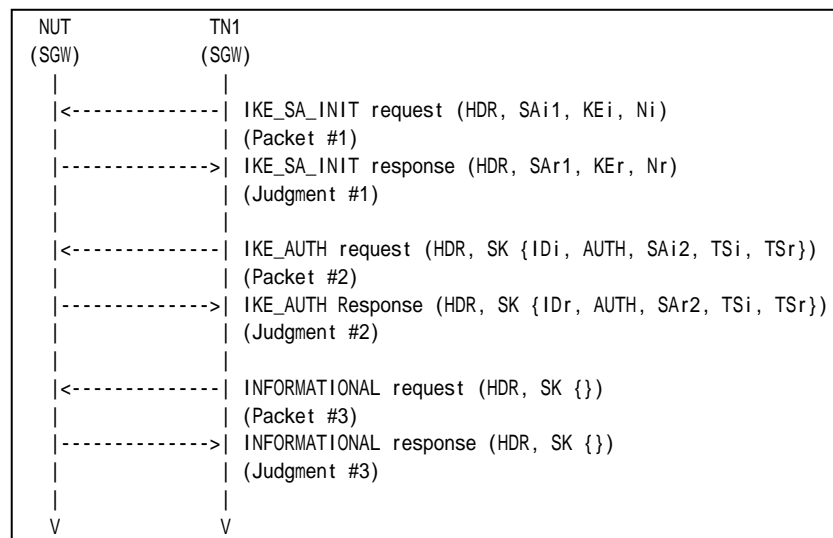 NUT TN1
(SGW) (SGW)
| |
|<--------------| IKE_SA_INIT request (HDR, SAi1, KEi, Ni)
| | (Packet #1)
|-------------->| IKE_SA_INIT response (HDR, SAr1, KEr, Nr)
| | (Judgment #1)
| |
|<--------------| IKE_AUTH request (HDR, SK {IDi, AUTH, SAi2, TSi, TSr})
| | (Packet #2)
|-------------->| IKE_AUTH Response (HDR, SK {IDr, AUTH, SAr2, TSi, TSr})
| | (Judgment #2)
| |
|<--------------| INFORMATIONAL request (HDR, SK {})
| | (Packet #3)
|-------------->| INFORMATIONAL response (HDR, SK {})
| | (Judgment #3)
| |
V V